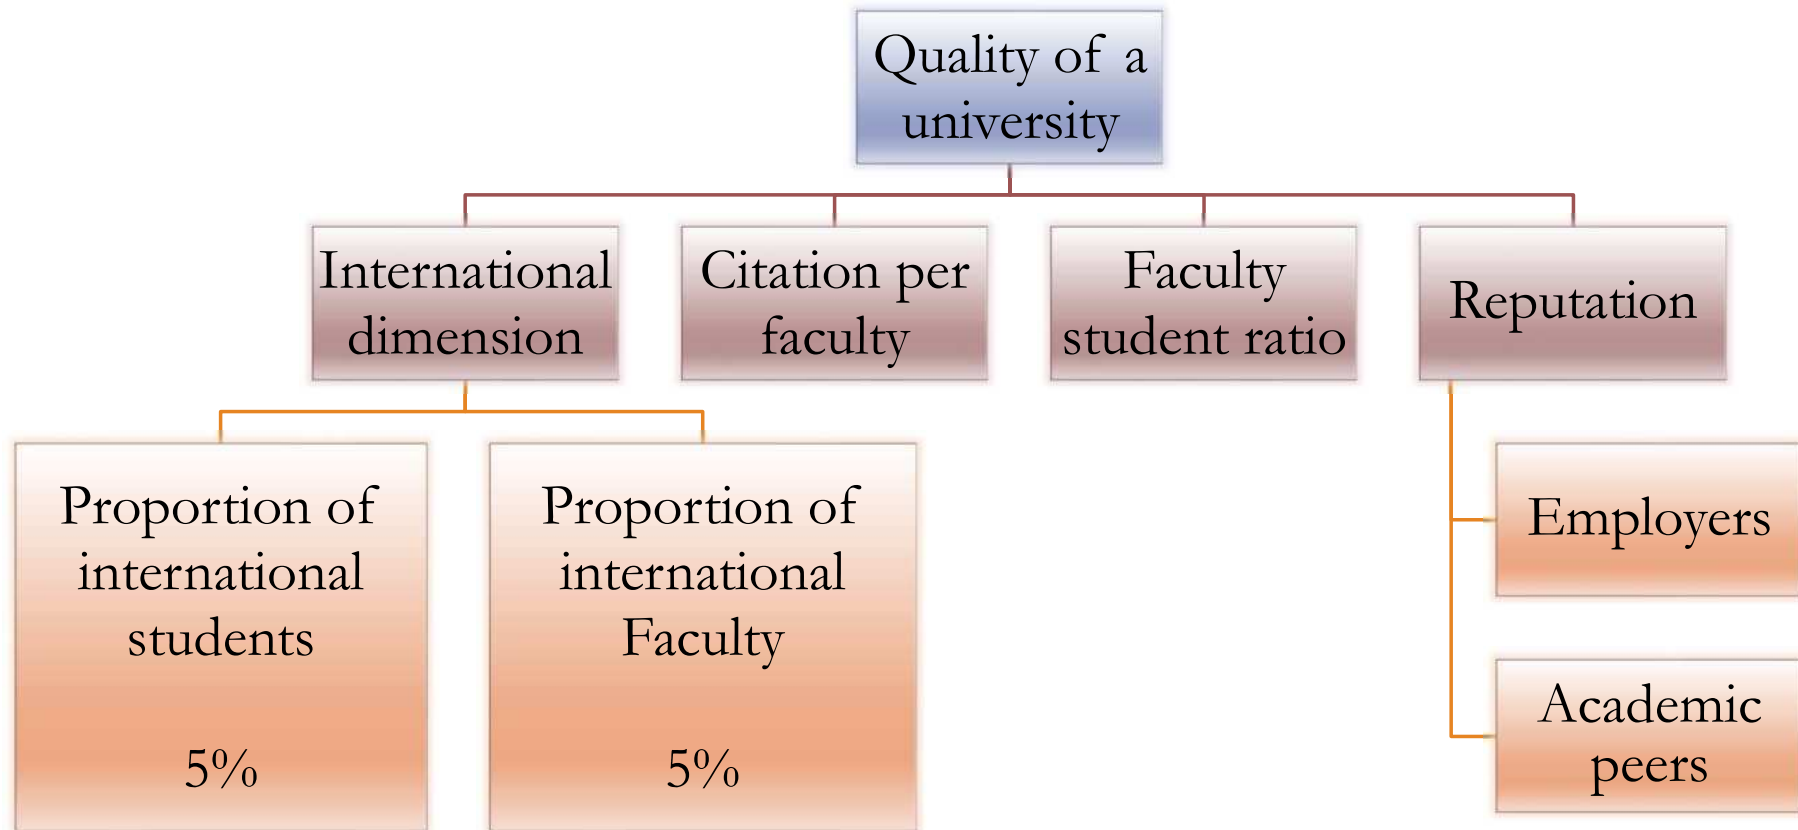 Quality of a
university
International
dimension
Citation per
faculty
Faculty
student ratio
Reputation
Proportion of
international
students
5%
Proportion of
international
Faculty
5%
Employers
Academic
peers